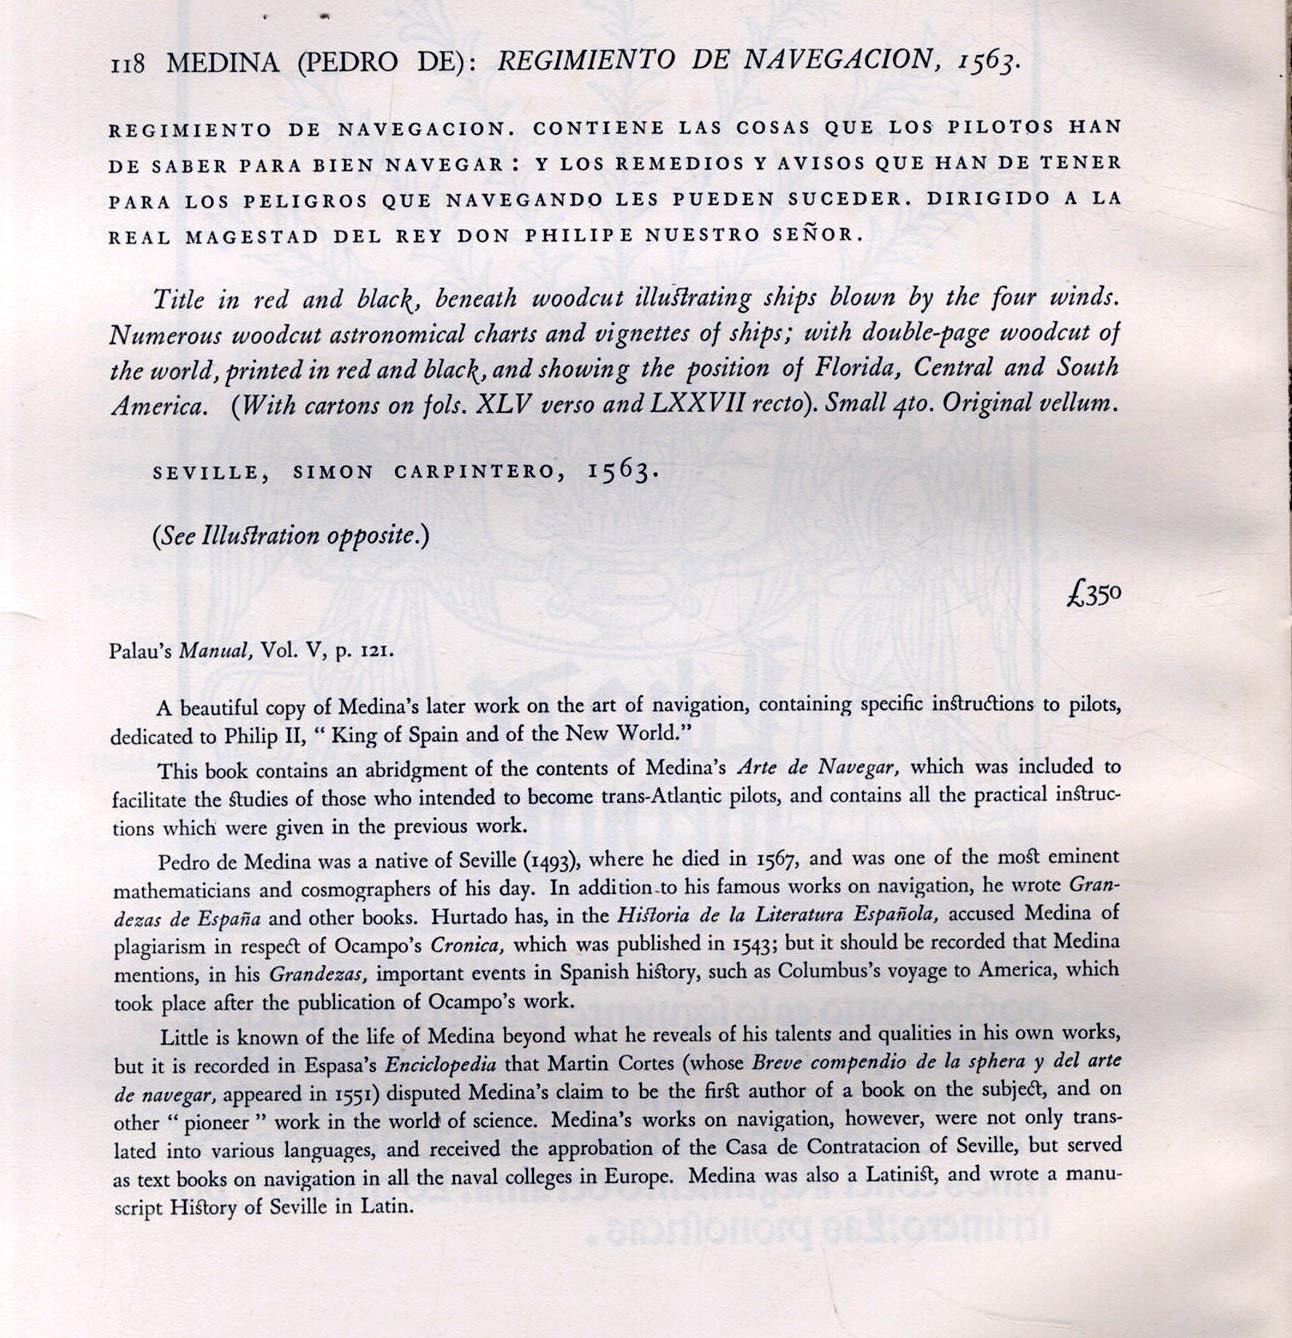 118 MEDINA (PEDRO DE): REGIMIENTO DE NAVEGACION, 1563.
REGIMIENTO DE NAVEGACION. CONTIENE LAS COSAS QUE LOS PILOTOS HAN
DE SABER PARA BIEN NAVEGAR: Y LOS REMEDIOS Y AVISOS QUE HAN DE TENER
PARA LOS PELIGROS QUE NAVEGANDO LES PUEDEN SUCEDER. DIRIGIDO A LA
REAL MAGESTAD DEL REY DON PHILIPE NUESTRO SEÑOR.
Title in red and black, beneath woodcut illustrating ships blown by the four winds.
Numerous woodcut astronomical charts and vignettes of ships; with double-page woodcut of
the world, printed in red and black, and showing the position of Florida, Central and South
America. (With cartons on fols. XLV verso and LXXVII recto). Small 4to. Original vellum.
SEVILLE, SIMON CARPINTERO, 1563.
(See Illustration opposite.)
£350
Palau's Manual, Vol. V, p. 121.
A beautiful copy of Medina's later work on the art of navigation, containing specific instructions to pilots,
dedicated to Philip II, " King of Spain and of the New World."
This book contains an abridgment of the contents of Medina's Arte de Navegar, which was included to
facilitate the studies of those who intended to become trans-Atlantic pilots, and contains all the practical instruc-
tions which were given in the previous work.
Pedro de Medina was a native of Seville (1493), where he died in 1567, and was one of the most eminent
mathematicians and cosmographers of his day. In addition to his famous works on navigation, he wrote Gran-
dezas de España and other books. Hurtado has, in the Historia de la Literatura Española, accused Medina of
plagiarism in respect of Ocampo's Cronica, which was published in 1543; but it should be recorded that Medina
mentions, in his Grandezas, important events in Spanish history, such as Columbus's voyage to America, which
took place after the publication of Ocampo's work.
Little is known of the life of Medina beyond what he reveals of his talents and qualities in his own works,
but it is recorded in Espasa's Enciclopedia that Martin Cortes (whose Breve compendio de la sphera y del arte
de navegar, appeared in 1551) disputed Medina's claim to be the first author of a book on the subject, and on
other " pioneer " work in the world of science. Medina's works on navigation, however, were not only trans-
lated into various languages, and received the approbation of the Casa de Contratacion of Seville, but served
as text books on navigation in all the naval colleges in Europe. Medina was also a Latinist, and wrote a manu-
script History of Seville in Latin.